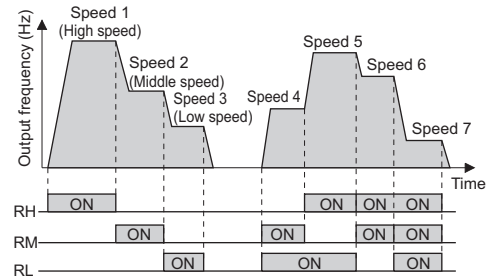 Output frequency (Hz)
Speed 1
(High speed)
Speed 2
(Middle speed)
Speed 3
(Low speed)
Speed 4
Speed 5
Speed 6
Speed 7
Time
RH ON ON ON ON
RM ON ON ON ON
RL ON ON ON